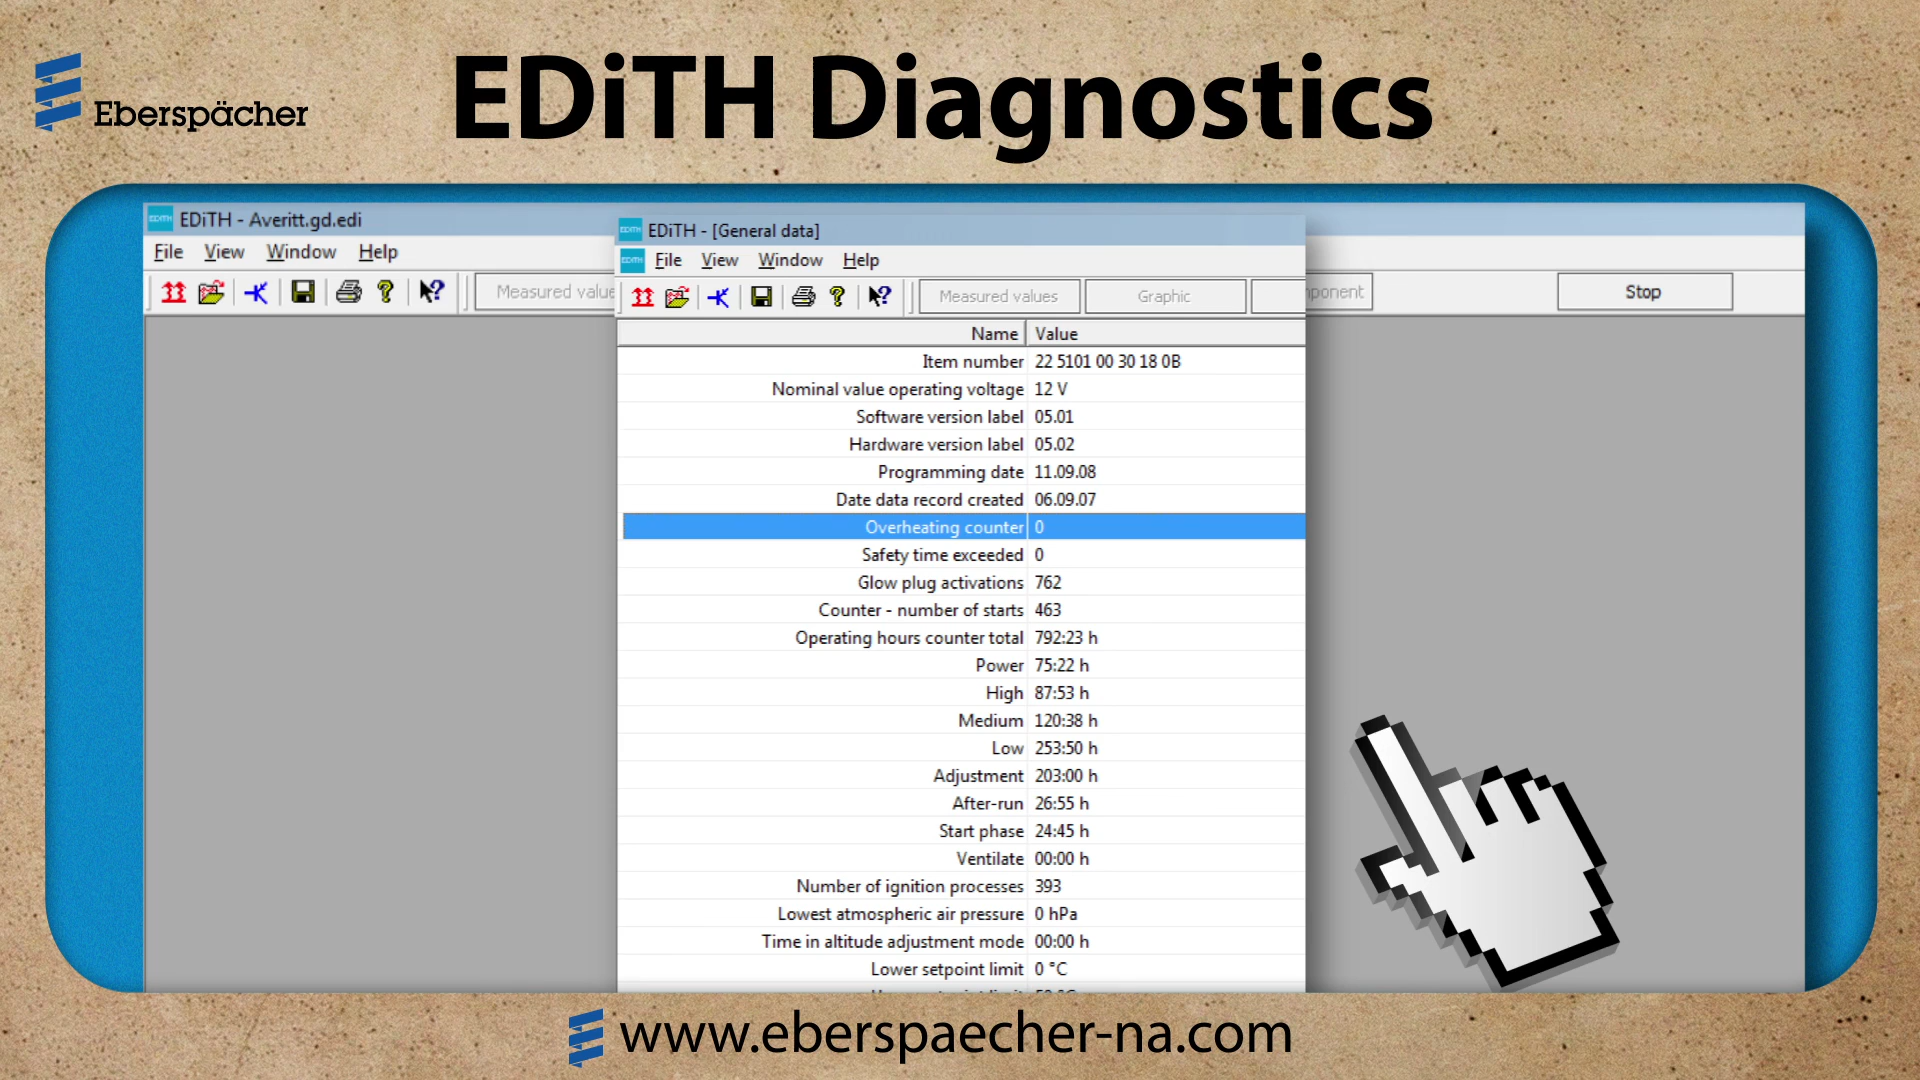 Eberspächer
EDiTH Diagnostics
EDiTH - Averitt.gd.edi
File View Window Help
Measured value
EDiTH - [General data]
File View Window Help
Measured values Graphic
Stop
Name Value
Item number 22 5101 00 30 18 0B
Nominal value operating voltage 12 V
Software version label 05.01
Hardware version label 05.02
Programming date 11.09.08
Date data record created 06.09.07
Overheating counter 0
Safety time exceeded 0
Glow plug activations 762
Counter - number of starts 463
Operating hours counter total 792:23 h
Power 75:22 h
High 87:53 h
Medium 120:38 h
Low 253:50 h
Adjustment 203:00 h
After-run 26:55 h
Start phase 24:45 h
Ventilate 00:00 h
Number of ignition processes 393
Lowest atmospheric air pressure 0 hPa
Time in altitude adjustment mode 00:00 h
Lower setpoint limit 0 °C
www.eberspaecher-na.com